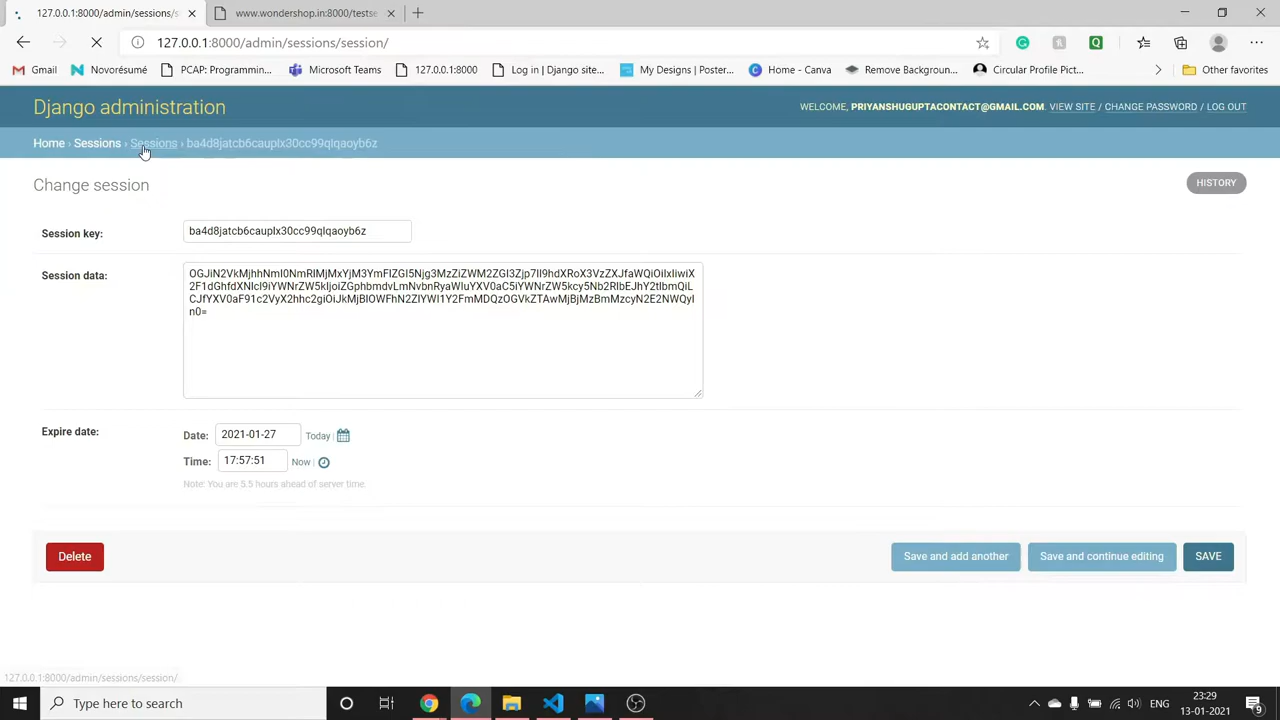 127.0.0.1:8000/admin/sessions/s
www.wondershop.in:8000/testse
127.0.0.1:8000/admin/sessions/session/
Gmail
Novorésumé
PCAP: Programmin...
Microsoft Teams
127.0.0.1:8000
Log in | Django site...
My Designs | Poster...
Home - Canva
Remove Backgroun...
Circular Profile Pict...
Other favorites
Django administration
WELCOME, PRIYANSHUGUPTACONTACT@GMAIL.COM. VIEW SITE / CHANGE PASSWORD / LOG OUT
Home › Sessions › Sessions › ba4d8jatcb6cauplx30cc99qlqaoyb6z
Change session
HISTORY
Session key:
ba4d8jatcb6cauplx30cc99qlqaoyb6z
Session data:
Expire date:
Date:
2021-01-27
Today |
Time:
17:57:51
Now |
Note: You are 5.5 hours ahead of server time.
Delete
Save and add another
Save and continue editing
SAVE
127.0.0.1:8000/admin/sessions/session/
Type here to search
ENG
23:29
13-01-2021
9